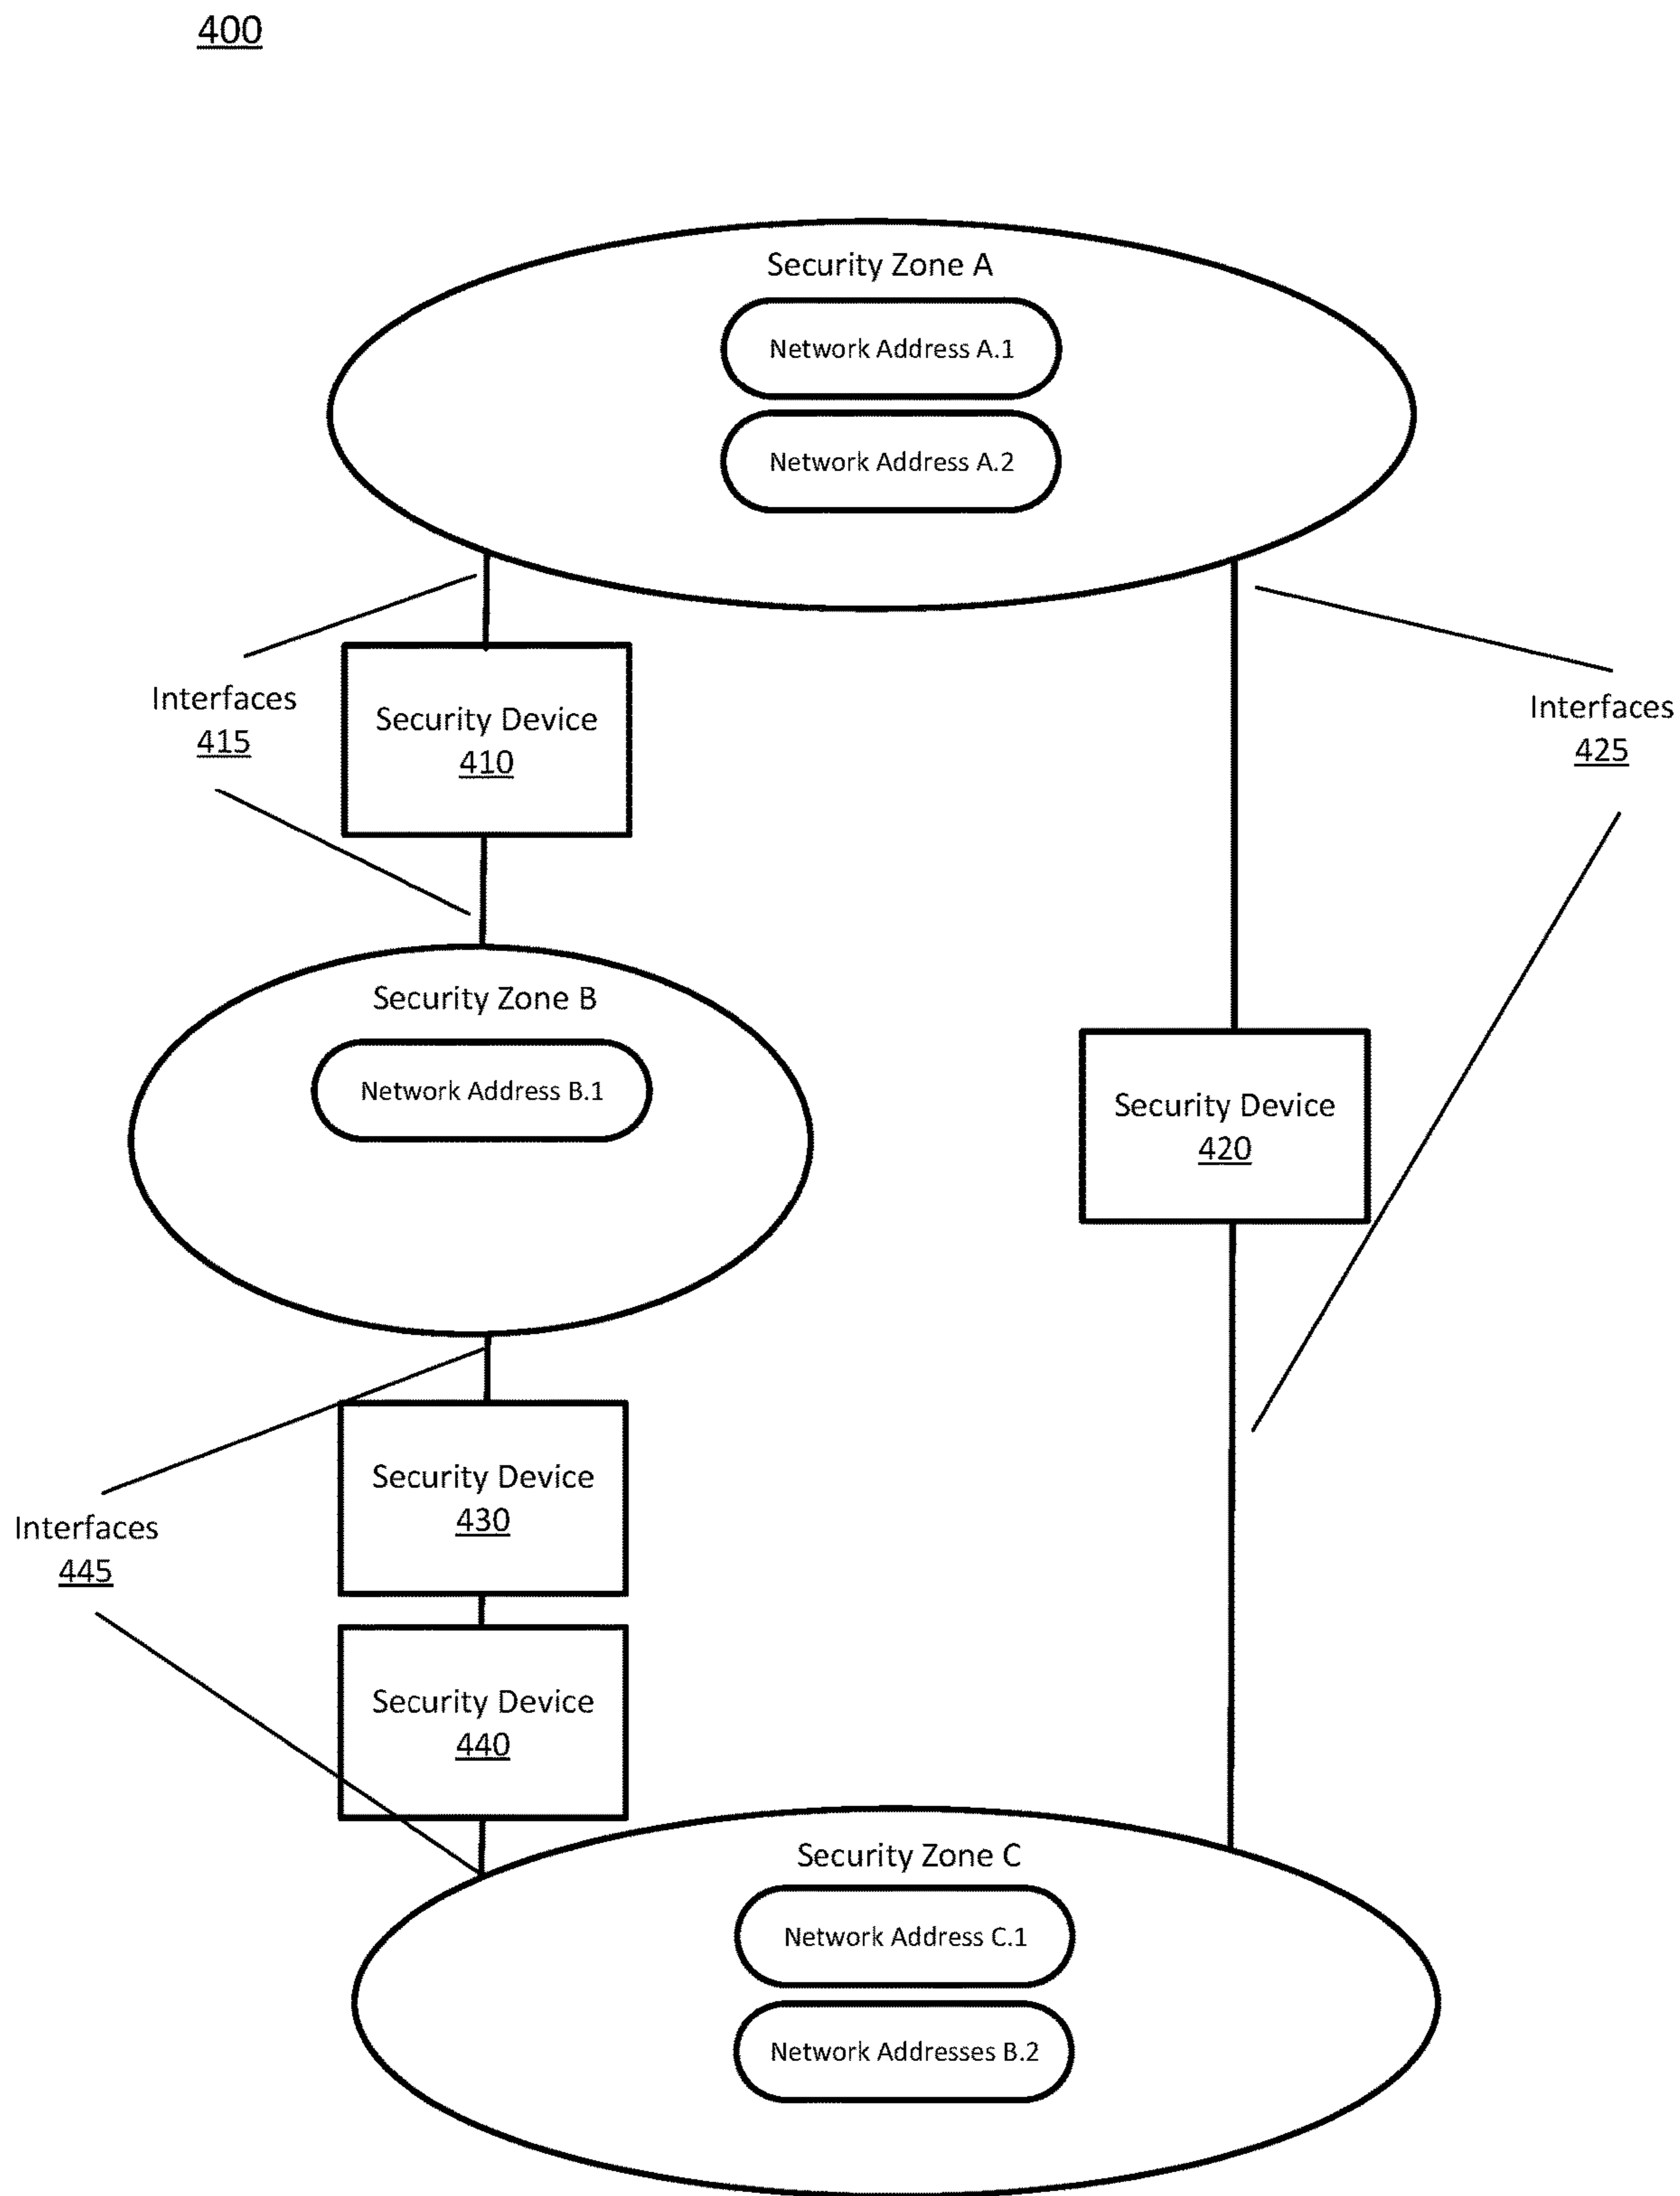 400
Security Zone A
Network Address A.1
Network Address A.2
Interfaces
415
Security Device
410
Interfaces
425
Security Zone B
Network Address B.1
Security Device
420
Security Device
430
Interfaces
445
Security Device
440
Security Zone C
Network Address C.1
Network Addresses B.2